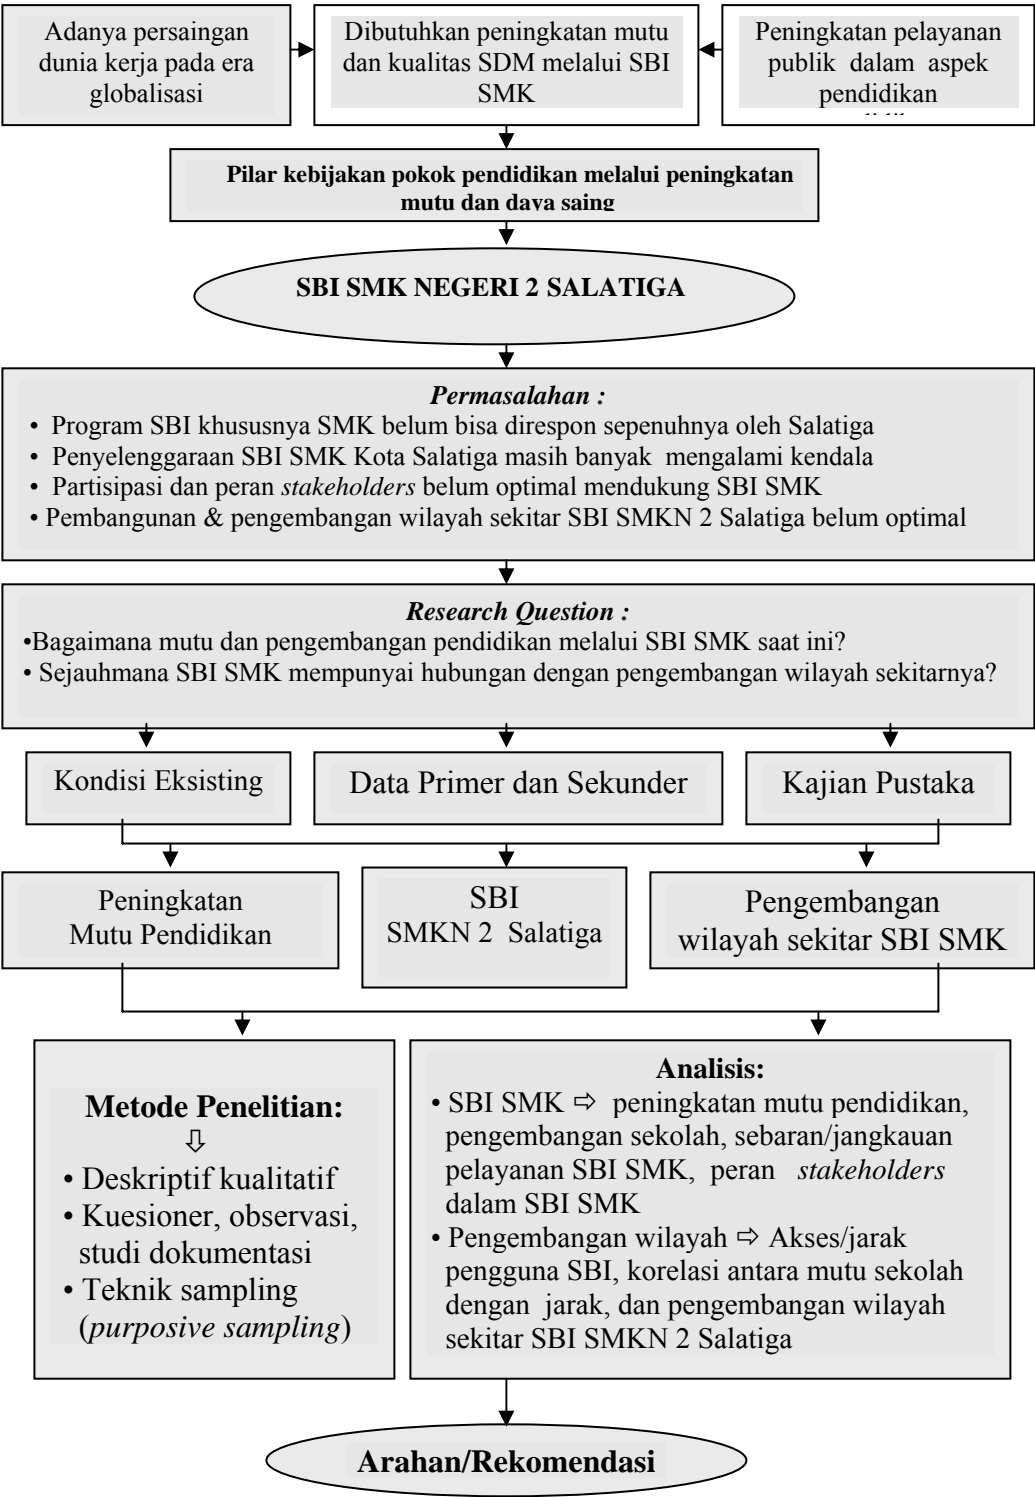 Adanya persaingan
dunia kerja pada era
globalisasi
Dibutuhkan peningkatan mutu
dan kualitas SDM melalui SBI
SMK
Peningkatan pelayanan
publik dalam aspek
pendidikan
Pilar kebijakan pokok pendidikan melalui peningkatan
mutu dan daya saing
SBI SMK NEGERI 2 SALATIGA
Permasalahan :
• Program SBI khususnya SMK belum bisa direspon sepenuhnya oleh Salatiga
• Penyelenggaraan SBI SMK Kota Salatiga masih banyak mengalami kendala
• Partisipasi dan peran stakeholders belum optimal mendukung SBI SMK
• Pembangunan & pengembangan wilayah sekitar SBI SMKN 2 Salatiga belum optimal
Research Question :
•Bagaimana mutu dan pengembangan pendidikan melalui SBI SMK saat ini?
• Sejauhmana SBI SMK mempunyai hubungan dengan pengembangan wilayah sekitarnya?
Kondisi Eksisting
Data Primer dan Sekunder
Kajian Pustaka
Peningkatan
Mutu Pendidikan
SBI
SMKN 2 Salatiga
Pengembangan
wilayah sekitar SBI SMK
Metode Penelitian:
⇩
• Deskriptif kualitatif
• Kuesioner, observasi,
studi dokumentasi
• Teknik sampling
(purposive sampling)
Analisis:
• SBI SMK ⇨ peningkatan mutu pendidikan,
pengembangan sekolah, sebaran/jangkauan
pelayanan SBI SMK, peran stakeholders
dalam SBI SMK
• Pengembangan wilayah ⇨ Akses/jarak
pengguna SBI, korelasi antara mutu sekolah
dengan jarak, dan pengembangan wilayah
sekitar SBI SMKN 2 Salatiga
Arahan/Rekomendasi